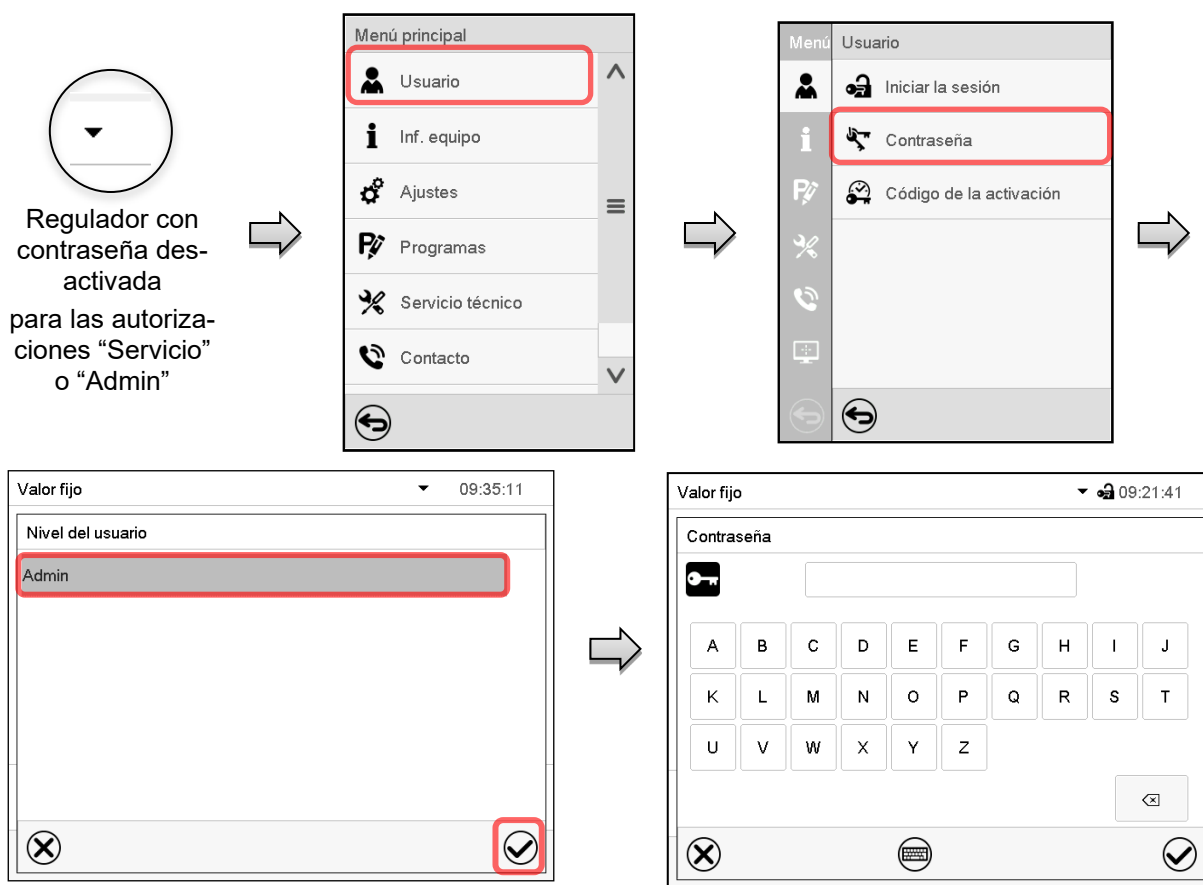 Regulador con
contraseña des-
activada
para las autoriza-
ciones “Servicio”
o “Admin”
Menú principal
Usuario
Inf. equipo
Ajustes
Programas
Servicio técnico
Contacto
Menú
Usuario
Iniciar la sesión
Contraseña
Código de la activación
Valor fijo 09:35:11
Nivel del usuario
Admin
Valor fijo 09:21:41
Contraseña
A B C D E F G H I J
K L M N O P Q R S T
U V W X Y Z